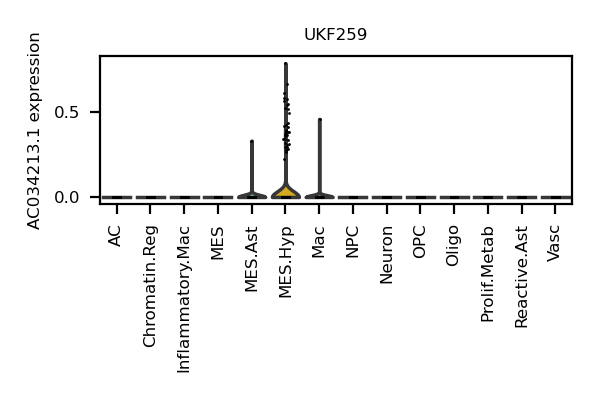 UKF259
AC034213.1 expression
0.5
0.0
AC
Chromatin.Reg
Inflammatory.Mac
MES
MES.Ast
MES.Hyp
Mac
NPC
Neuron
OPC
Oligo
Prolif.Metab
Reactive.Ast
Vasc